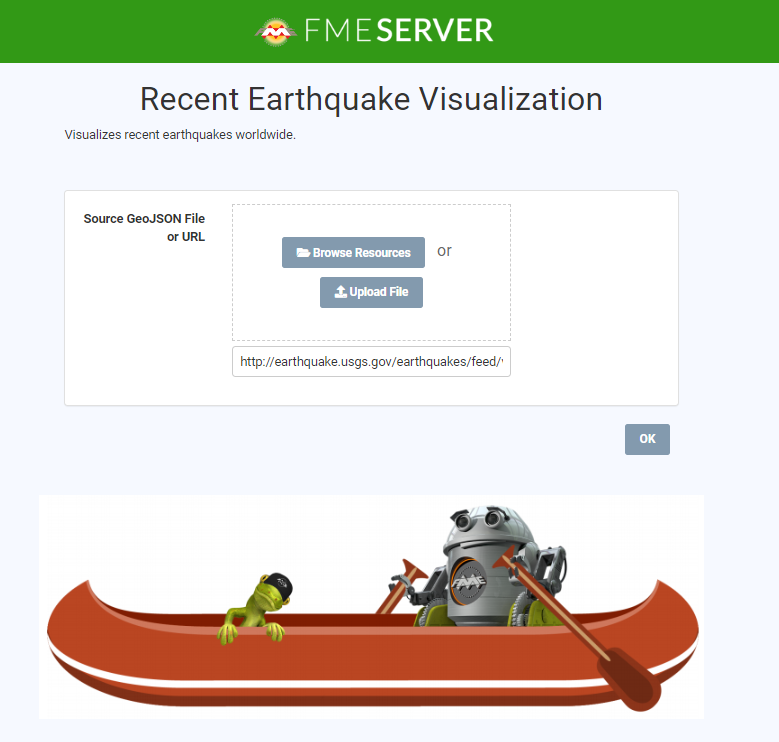 FMESERVER
Recent Earthquake Visualization
Visualizes recent earthquakes worldwide.
Source GeoJSON File
or URL
Browse Resources or
Upload File
http://earthquake.usgs.gov/earthquakes/feed/
OK
FME